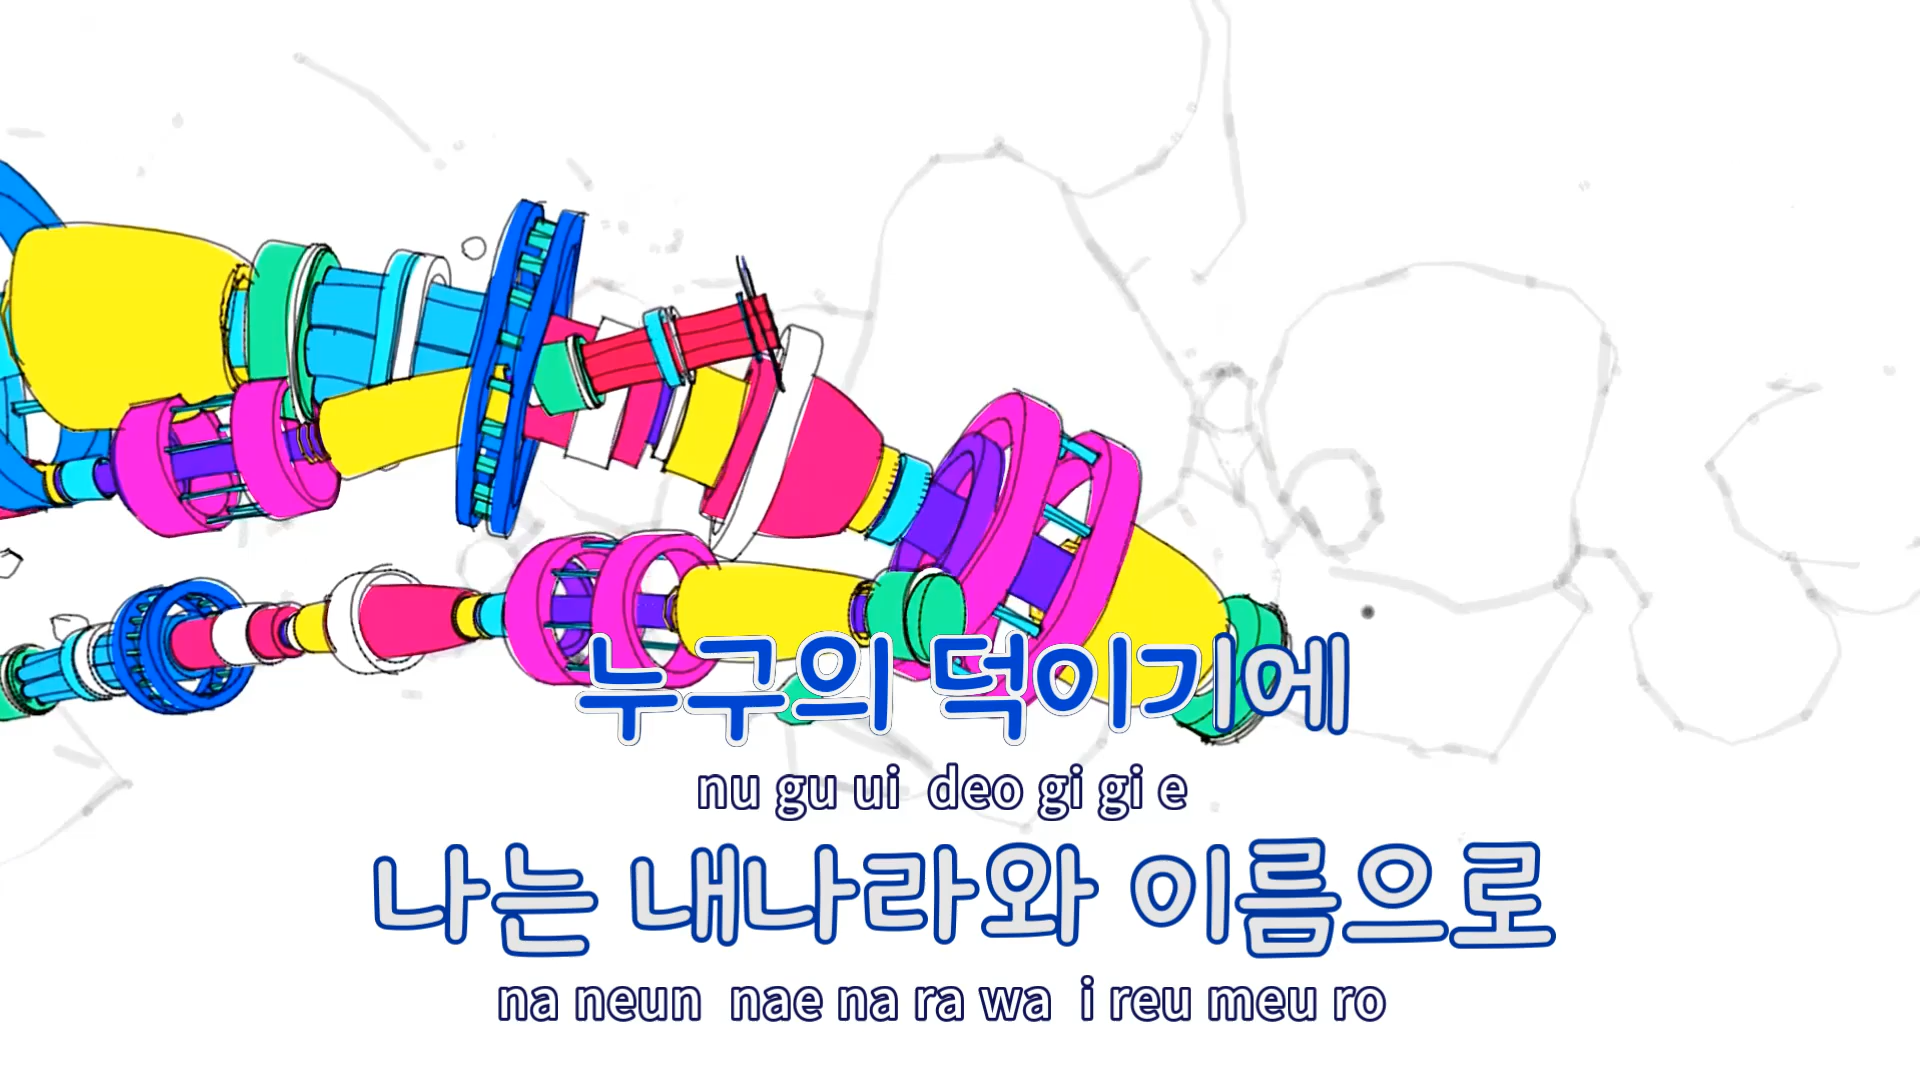 누구의 덕이기에
nu gu ui deo gi gi e
나는 내나라와 이름으로
na neun nae na ra wa i reu meu ro